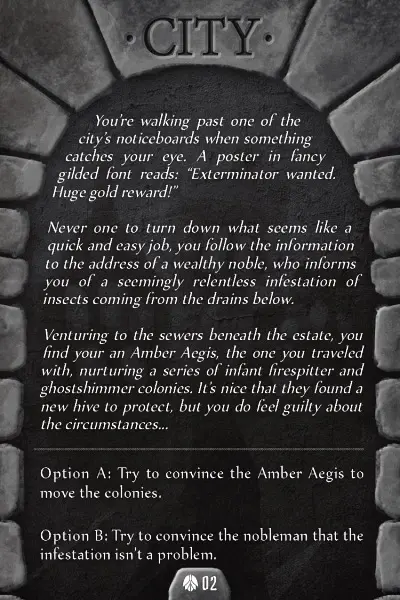 ·CITY·
You're walking past one of the
city's noticeboards when something
catches your eye. A poster in fancy
gilded font reads: “Exterminator wanted.
Huge gold reward!”
Never one to turn down what seems like a
quick and easy job, you follow the information
to the address of a wealthy noble, who informs
you of a seemingly relentless infestation of
insects coming from the drains below.
Venturing to the sewers beneath the estate, you
find your an Amber Aegis, the one you traveled
with, nurturing a series of infant firespitter and
ghostshimmer colonies. It's nice that they found a
new hive to protect, but you do feel guilty about
the circumstances...
Option A: Try to convince the Amber Aegis to
move the colonies.
Option B: Try to convince the nobleman that the
infestation isn't a problem.
02